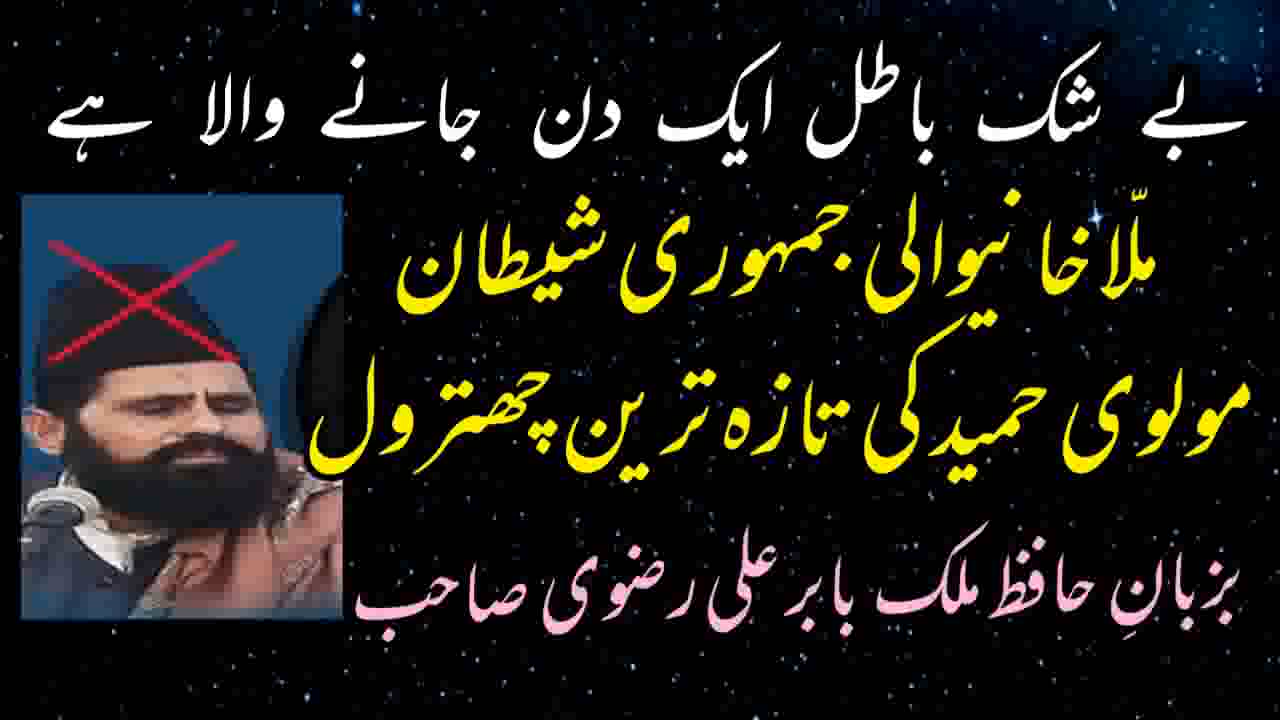 بے شک باطل ایک دن جانے والا ہے
ملّا خانیوالی جمہوری شیطان
مولوی حمید کی تازہ ترین چھترول
بزبانِ حافظ ملک بابر علی رضوی صاحب